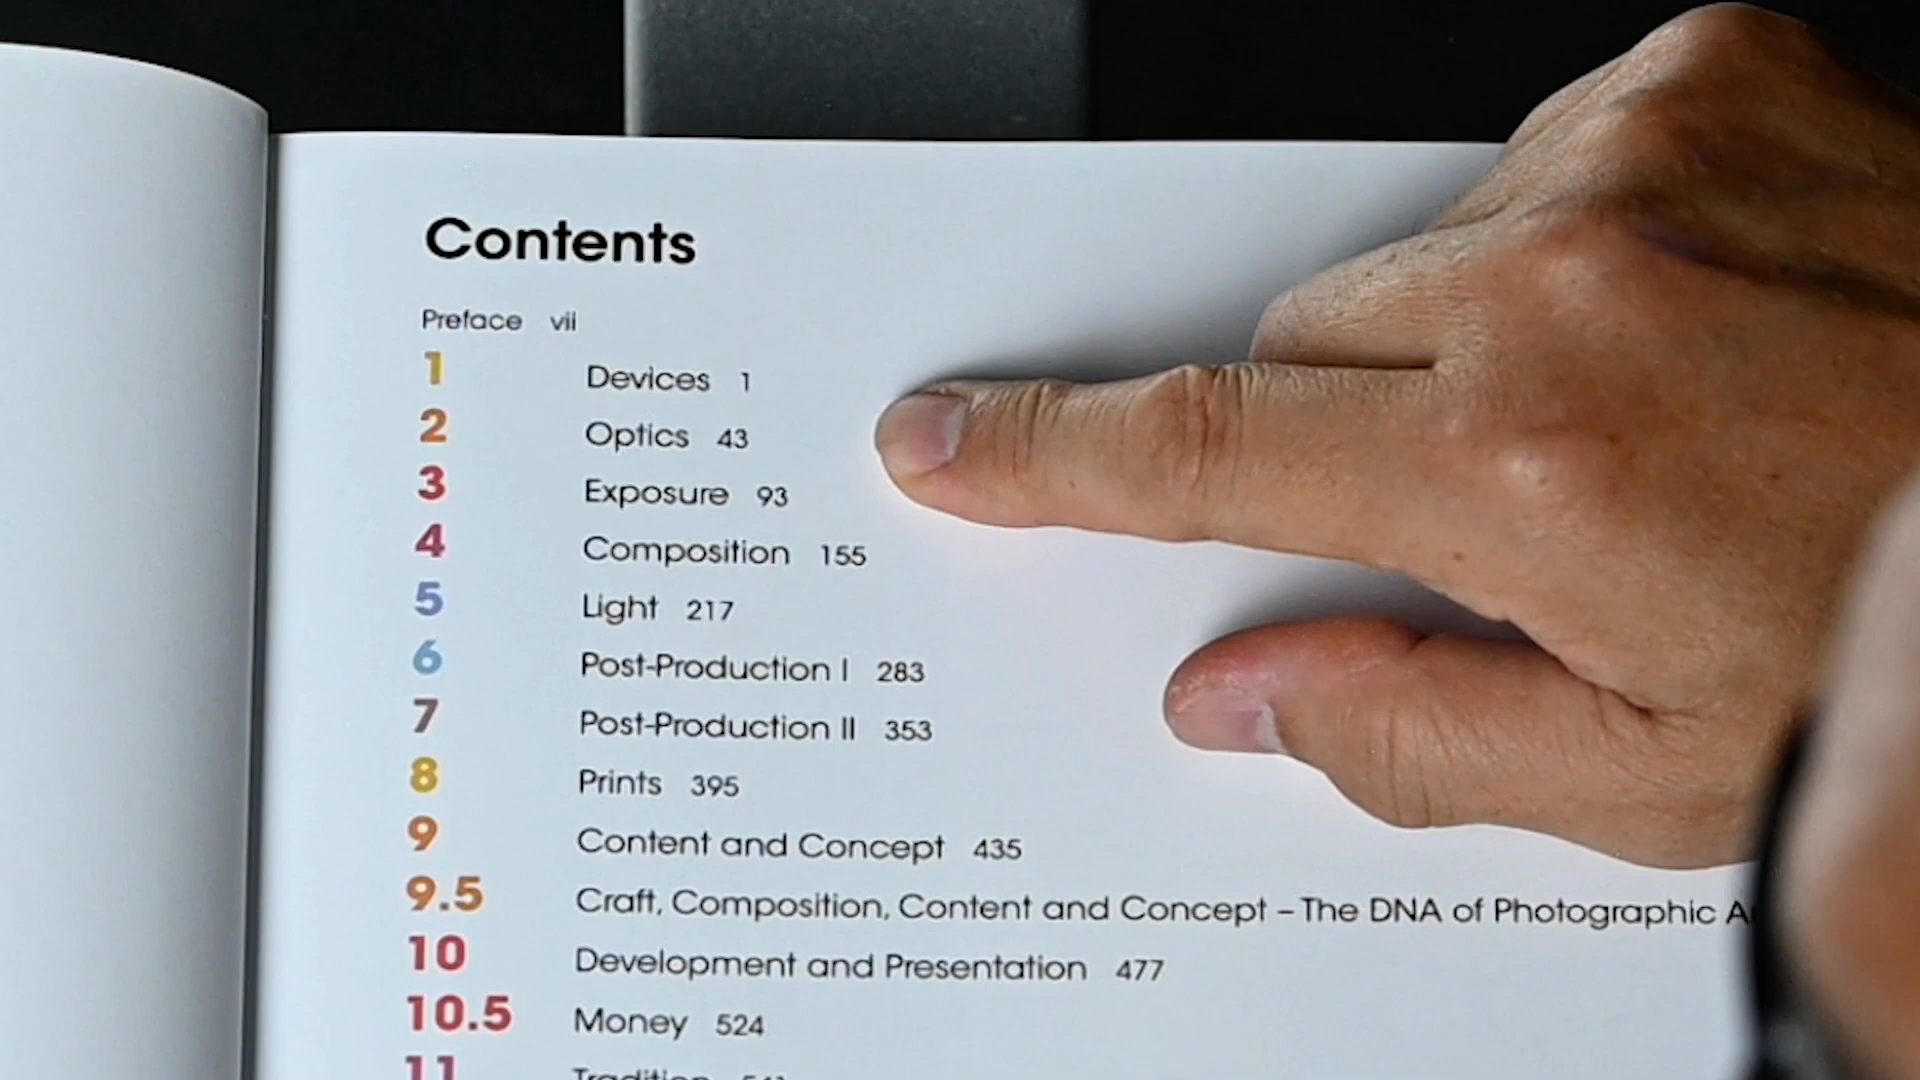 Contents
Preface vii
1 Devices 1
2 Optics 43
3 Exposure 93
4 Composition 155
5 Light 217
6 Post-Production I 283
7 Post-Production II 353
8 Prints 395
9 Content and Concept 435
9.5 Craft, Composition, Content and Concept – The DNA of Photographic
10 Development and Presentation 477
10.5 Money 524
11 Tradition